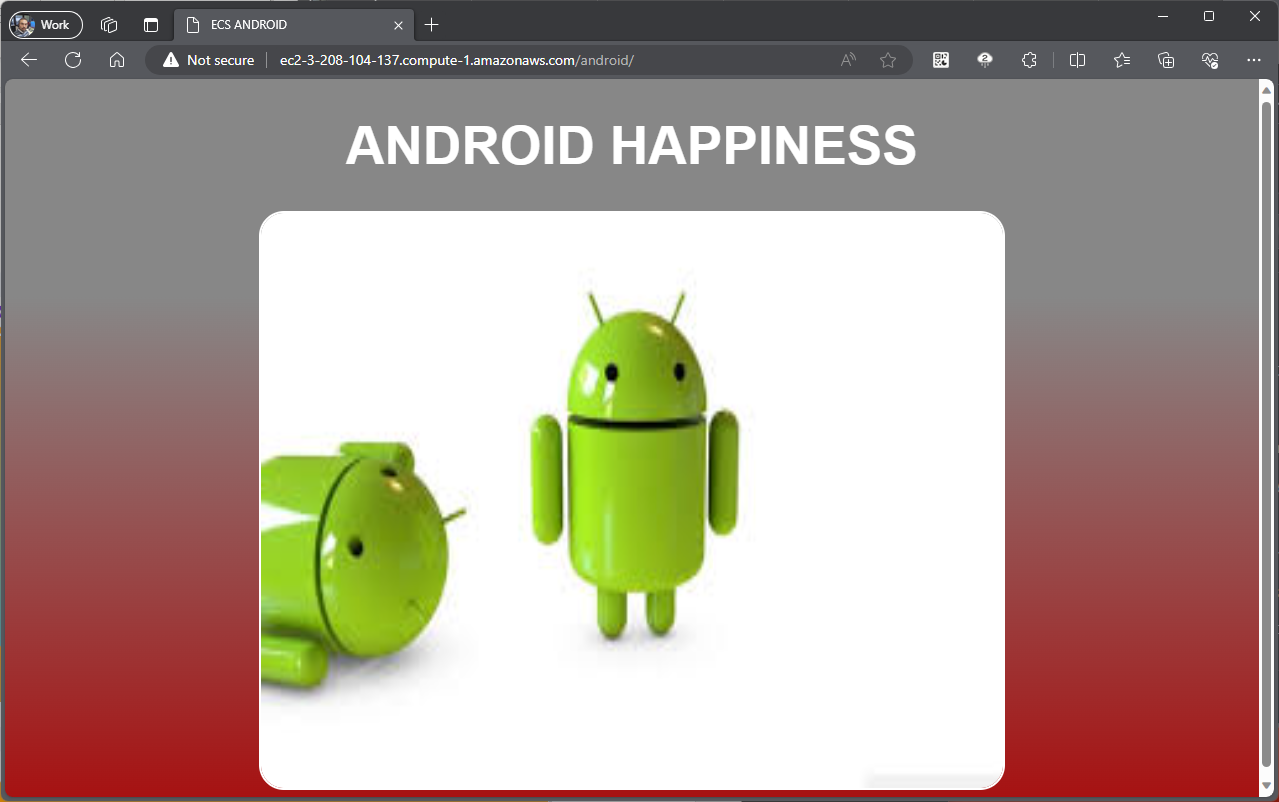 Work
ECS ANDROID
Not secure
ec2-3-208-104-137.compute-1.amazonaws.com/android/
ANDROID HAPPINESS